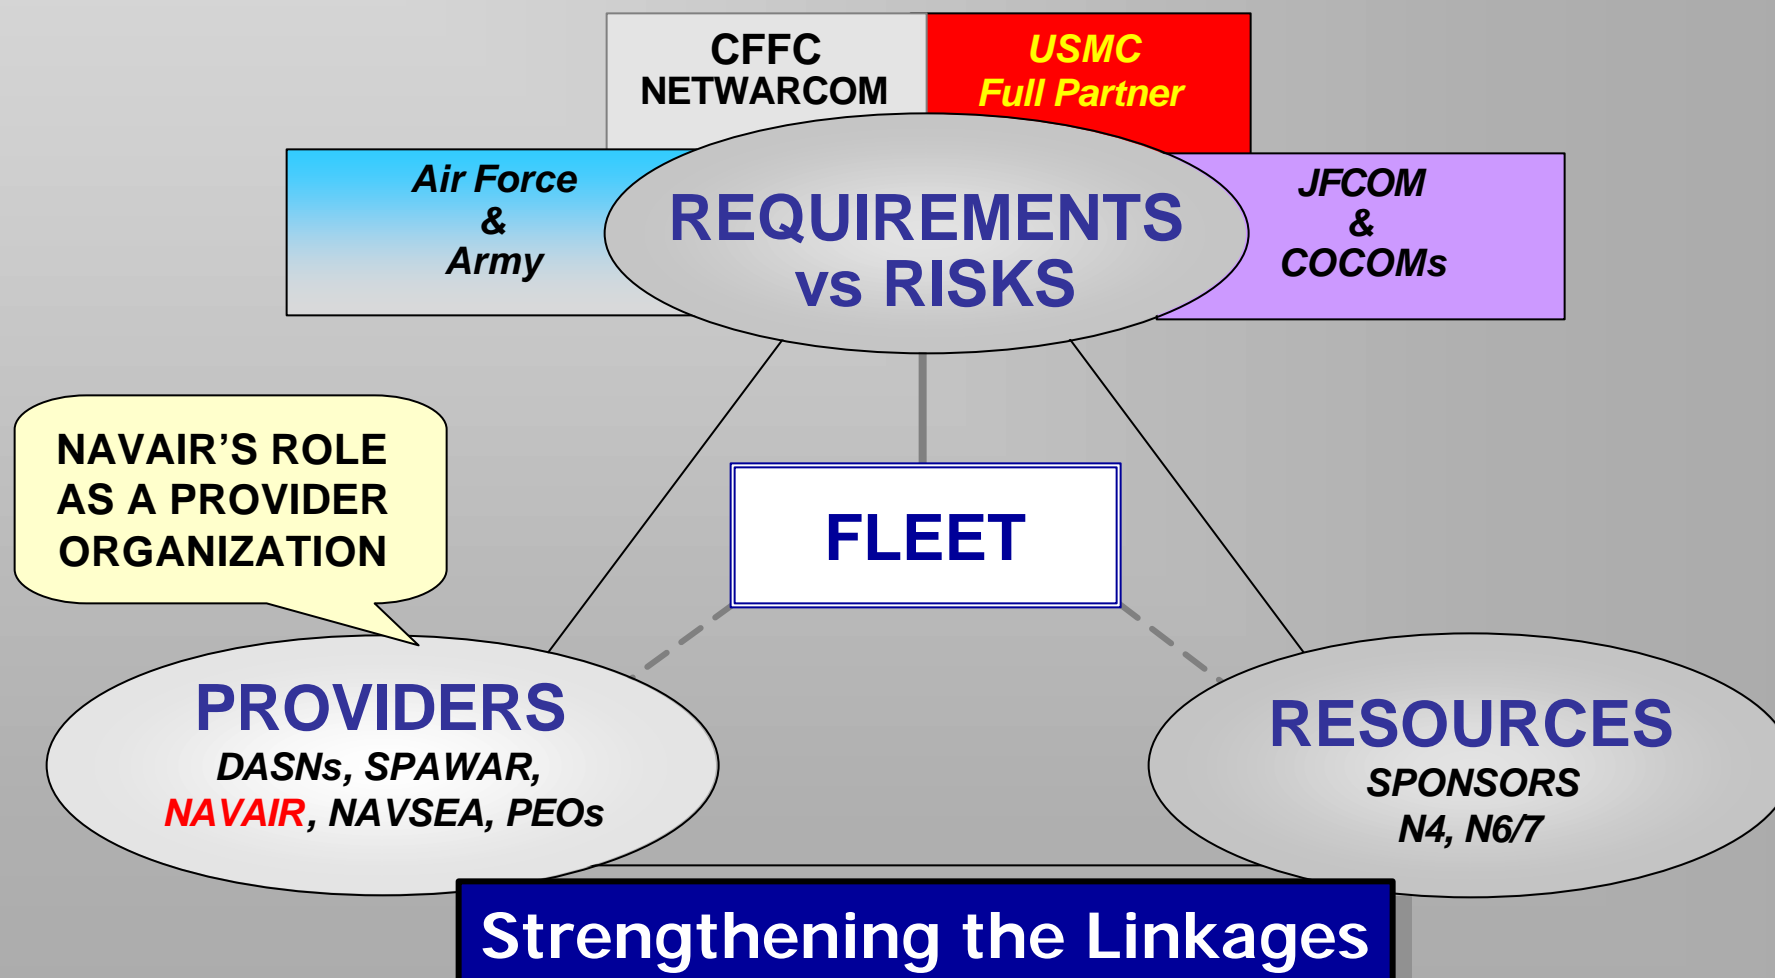 CFFC
NETWARCOM
USMC
Full Partner
Air Force
&
Army
REQUIREMENTS
vs RISKS
JFCOM
&
COCOMs
NAVAIR’S ROLE
AS A PROVIDER
ORGANIZATION
FLEET
PROVIDERS
DASNs, SPAWAR,
NAVAIR, NAVSEA, PEOs
RESOURCES
SPONSORS
N4, N6/7
Strengthening the Linkages